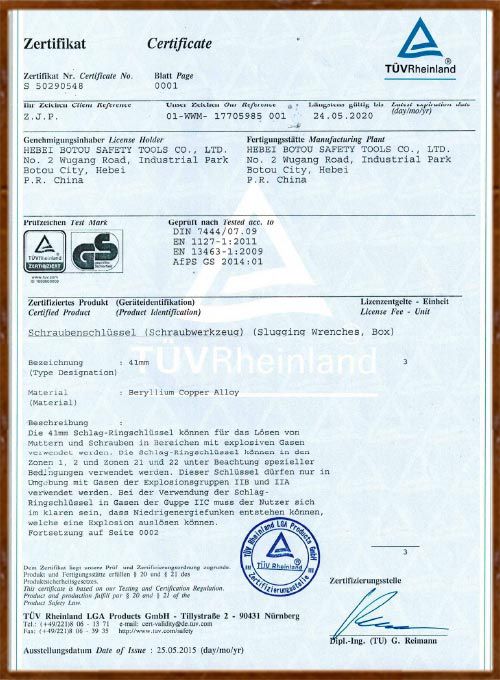 Zertifikat Certificate
TÜVRheinland®
Zertifikat Nr. Certificate No. Blatt Page
S 50290548 0001
Ihr Zeichen Client Reference Unser Zeichen Our Reference Längstens gültig bis Latest expiration date
(day/mo/yr)
Z.J.P. 01-WWM- 17705985 001 24.05.2020
Genehmigungsinhaber License Holder Fertigungsstätte Manufacturing Plant
HEBEI BOTOU SAFETY TOOLS CO., LTD. HEBEI BOTOU SAFETY TOOLS CO., LTD.
No. 2 Wugang Road, Industrial Park No. 2 Wugang Road, Industrial Park
Botou City, Hebei Botou City, Hebei
P.R. China P.R. China
Prüfzeichen Test Mark Geprüft nach Tested acc. to
DIN 7444/07.09
EN 1127-1:2011
EN 13463-1:2009
AfPS GS 2014:01
TÜVRheinland
ZERTIFIZIERT
GS
www.tuv.com
Zertifiziertes Produkt (Geräteidentifikation) Lizenzentgelte - Einheit
Certified Product (Product Identification) License Fee - Unit
Schraubenschlüssel (Schraubwerkzeug) (Slugging Wrenches, Box)
TÜVRheinland
Bezeichnung : 41mm 3
(Type Designation)
Material : Beryllium Copper Alloy
(Material)
Beschreibung :
Die 41mm Schlag-Ringschlüssel können für das Lösen von
Muttern und Schrauben in Bereichen mit explosiven Gasen
verwendet werden. Die Schlag-Ringschlüssel können in den
Zonen 1, 2 und Zonen 21 und 22 unter Beachtung spezieller
Bedingungen verwendet werden. Dieser Schlüssel dürfen nur in
Umgebung mit Gasen der Explosionsgruppen IIB und IIA
verwendet werden. Bei der Verwendung der Schlag-
Ringschlüssel in Gasen der Guppe IIC muss der Nutzer sich
im klaren sein, dass Niedrigenergiefunken entstehen können,
welche eine Explosion auslösen können.
Fortsetzung auf Seite 0002
3
TÜV Rheinland LGA Products GmbH
Zertifizierungsstelle
Dem Zertifikat liegt unsere Prüf- und Zertifizierungsordnung zugrunde.
Produkt und Fertigungsstätte erfüllen § 20 und § 21 des
Produktsicherheitsgesetzes.
This certificate is based on our Testing and Certification Regulation.
Product and production fulfil par § 20 and § 21 of the
Product Safety Law.
Zertifizierungsstelle
TÜV Rheinland LGA Products GmbH - Tillystraße 2 - 90431 Nürnberg
Tel.: (+49/221)8 06 - 13 71 e-mail: cert-validity@de.tuv.com
Fax: (+49/221)8 06 - 39 35 http://www.tuv.com/safety
Dipl.-Ing. (TU) G. Reimann
Ausstellungsdatum Date of Issue : 25.05.2015 (day/mo/yr)